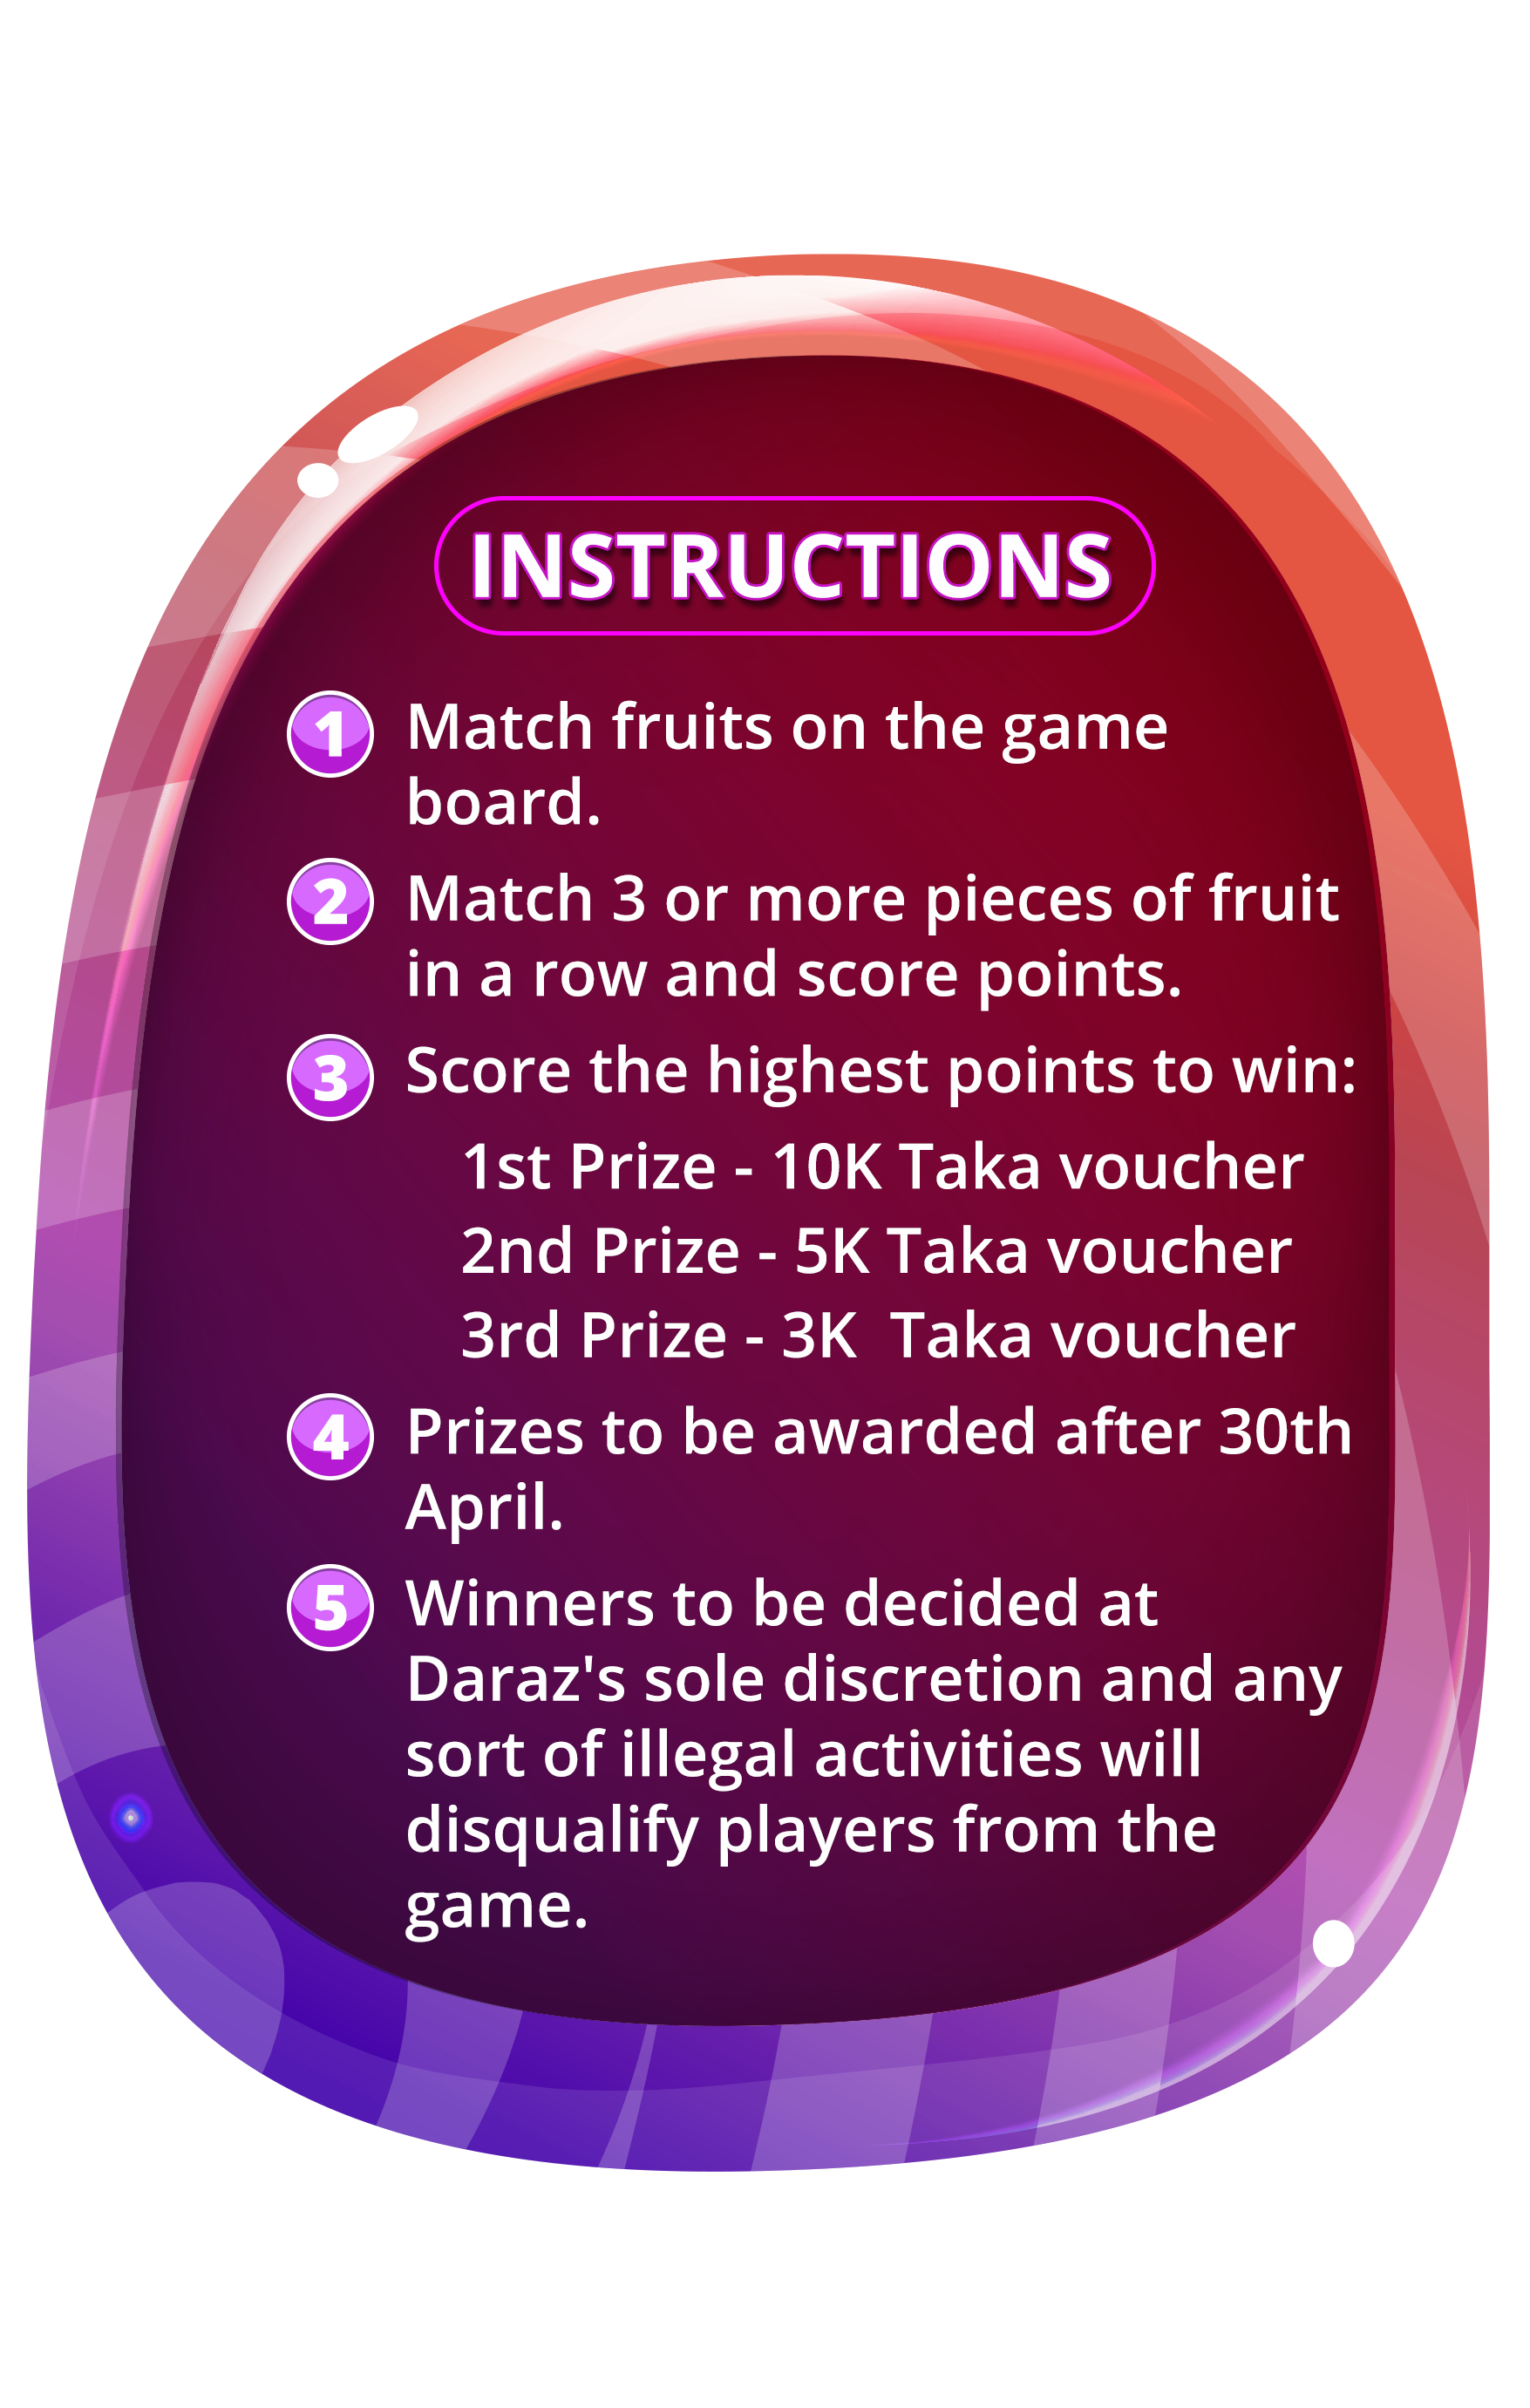 INSTRUCTIONS
1 Match fruits on the game
board.
2 Match 3 or more pieces of fruit
in a row and score points.
3 Score the highest points to win:
1st Prize - 10K Taka voucher
2nd Prize - 5K Taka voucher
3rd Prize - 3K  Taka voucher
4 Prizes to be awarded after 30th
April.
5 Winners to be decided at
Daraz's sole discretion and any
sort of illegal activities will
disqualify players from the
game.